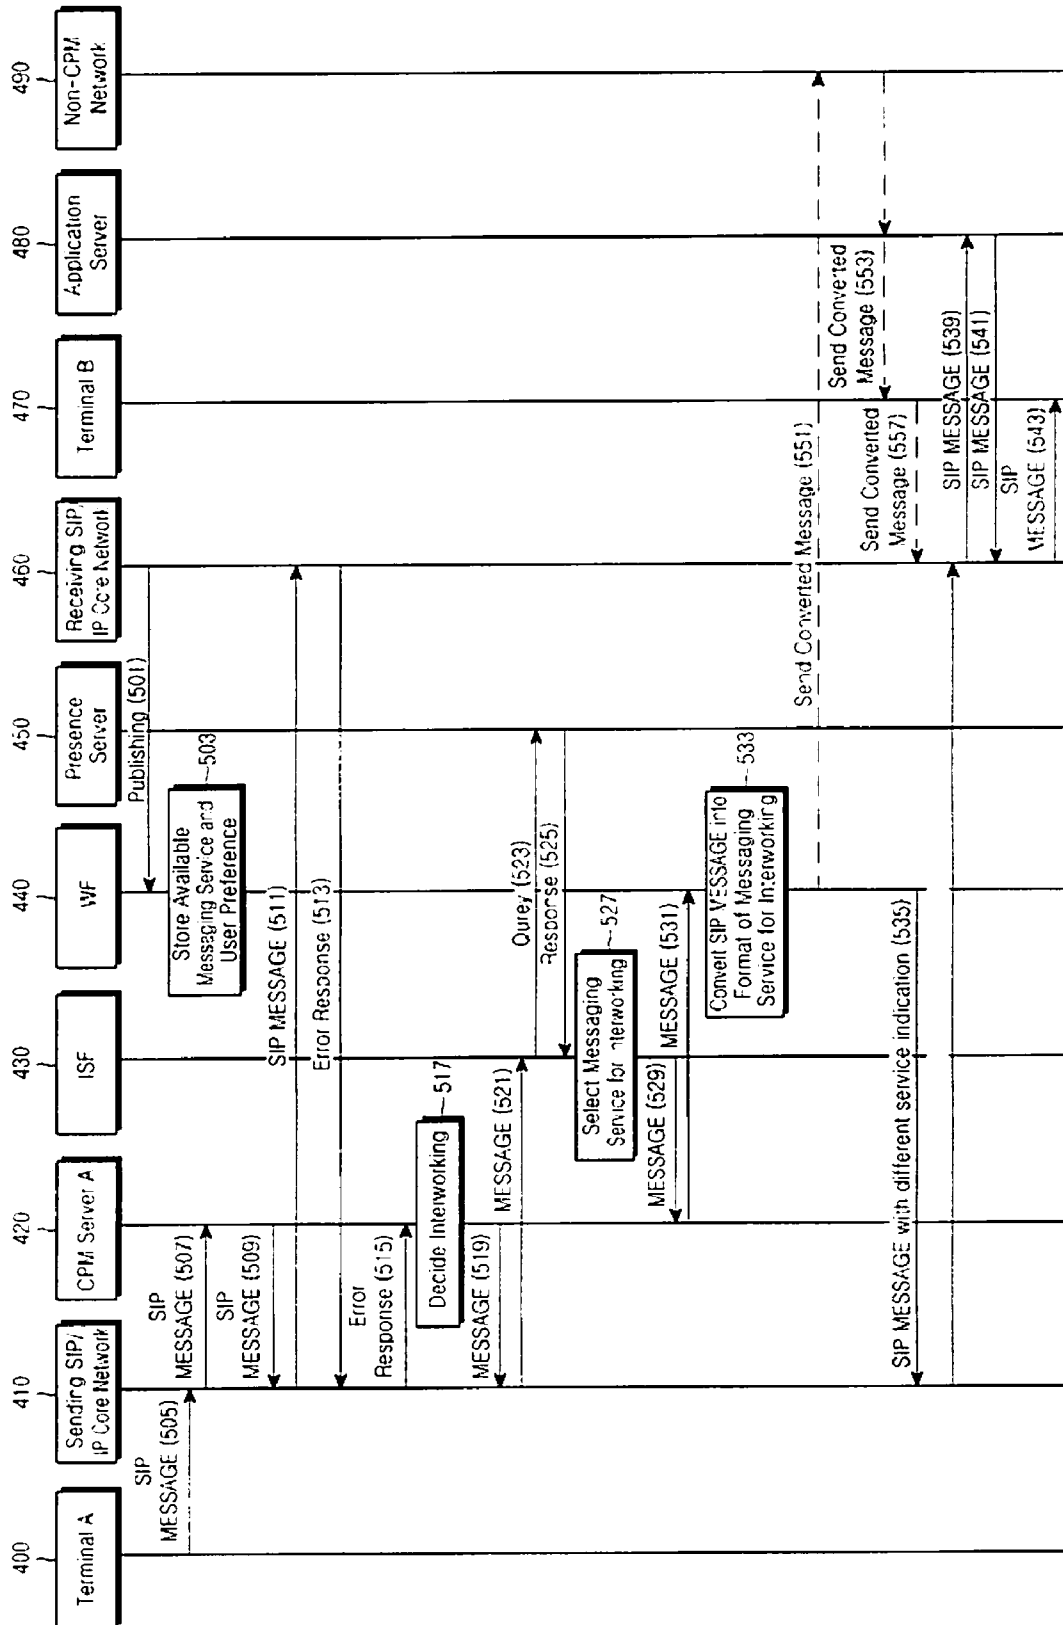 400
410
420
430
440
450
460
470
480
490
Terminal A
Sending SIP/
IP Core Network
CPM Server A
ISF
WF
Presence
Server
Receiving SIP/
IP Core Network
Terminal B
Application
Server
Non-CPM
Network
Publishing (501)
Store Available
Messaging Service and
User Preference
503
SIP
MESSAGE (505)
SIP
MESSAGE (507)
SIP
MESSAGE (509)
SIP MESSAGE (511)
Error Response (513)
Error
Response (515)
Decide Interworking
517
MESSAGE (519)
MESSAGE (521)
Qurey (523)
Response (525)
Select Messaging
Service for Interworking
527
MESSAGE (529)
MESSAGE (531)
Convert SIP MESSAGE into
Format of Messaging
Service for Interworking
533
Send Converted Message (551)
Send Converted
Message (553)
Send Converted
Message (557)
SIP MESSAGE with different service indication (535)
SIP MESSAGE (539)
SIP MESSAGE (541)
SIP
MESSAGE (543)